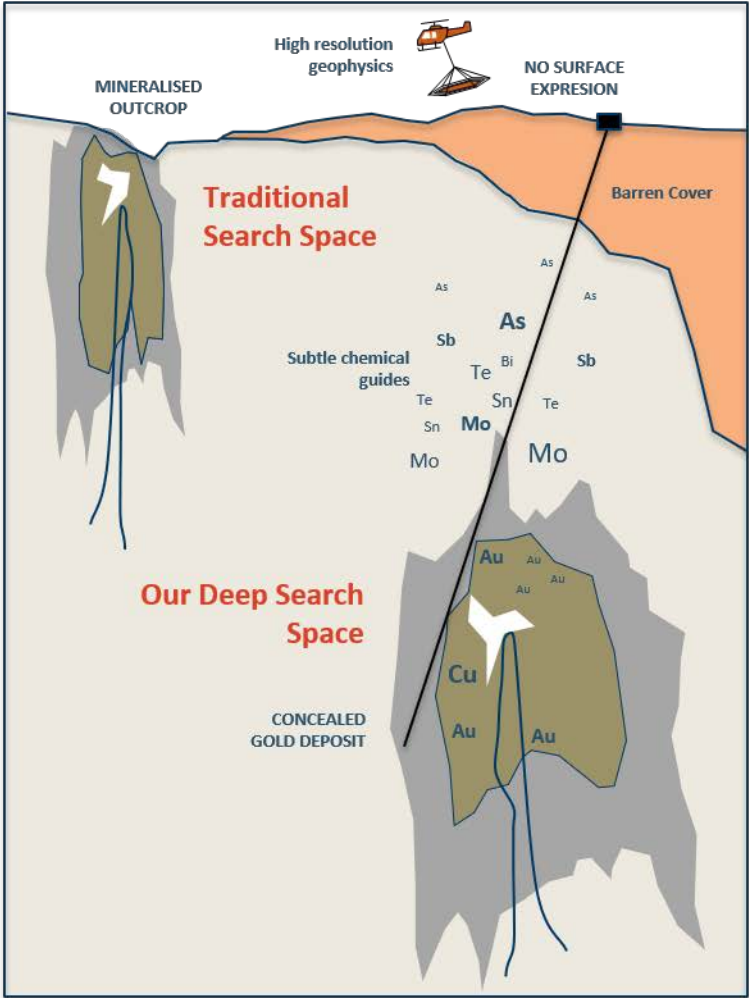 High resolution
geophysics
NO SURFACE
EXPRESION
MINERALISED
OUTCROP
Traditional
Search Space
Barren Cover
As
As
As
As
Sb
Sb
Subtle chemical
guides
Bi
Te
Te
Sn
Te
Sn
Mo
Mo
Mo
Au
Au
Au
Au
Our Deep Search
Space
Cu
CONCEALED
GOLD DEPOSIT
Au
Au